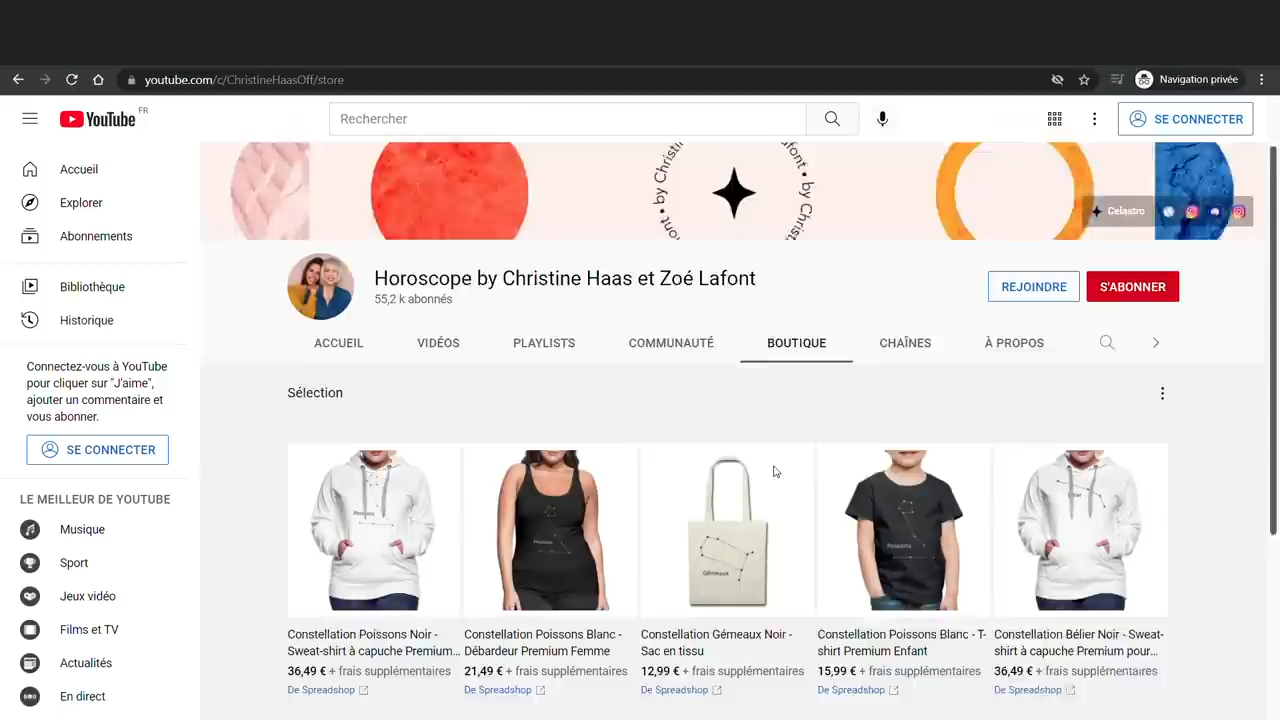 youtube.com/c/ChristineHaasOff/store
Navigation privée
YouTube FR
Rechercher
SE CONNECTER
Accueil
Explorer
Abonnements
Bibliothèque
Historique
Connectez-vous à YouTube
pour cliquer sur "J'aime",
ajouter un commentaire et
vous abonner.
SE CONNECTER
LE MEILLEUR DE YOUTUBE
Musique
Sport
Jeux vidéo
Films et TV
Actualités
En direct
by Christi
afont • by Chris
Celastro
Horoscope by Christine Haas et Zoé Lafont
55,2 k abonnés
REJOINDRE
S'ABONNER
ACCUEIL VIDÉOS PLAYLISTS COMMUNAUTÉ BOUTIQUE CHAÎNES À PROPOS
Sélection
Poissons
Poissons
Gémeaux
Poissons
Bélier
Constellation Poissons Noir -
Sweat-shirt à capuche Premium...
36,49 € + frais supplémentaires
De Spreadshop
Constellation Poissons Blanc -
Débardeur Premium Femme
21,49 € + frais supplémentaires
De Spreadshop
Constellation Gémeaux Noir -
Sac en tissu
12,99 € + frais supplémentaires
De Spreadshop
Constellation Poissons Blanc - T-
shirt Premium Enfant
15,99 € + frais supplémentaires
De Spreadshop
Constellation Bélier Noir - Sweat-
shirt à capuche Premium pour...
36,49 € + frais supplémentaires
De Spreadshop